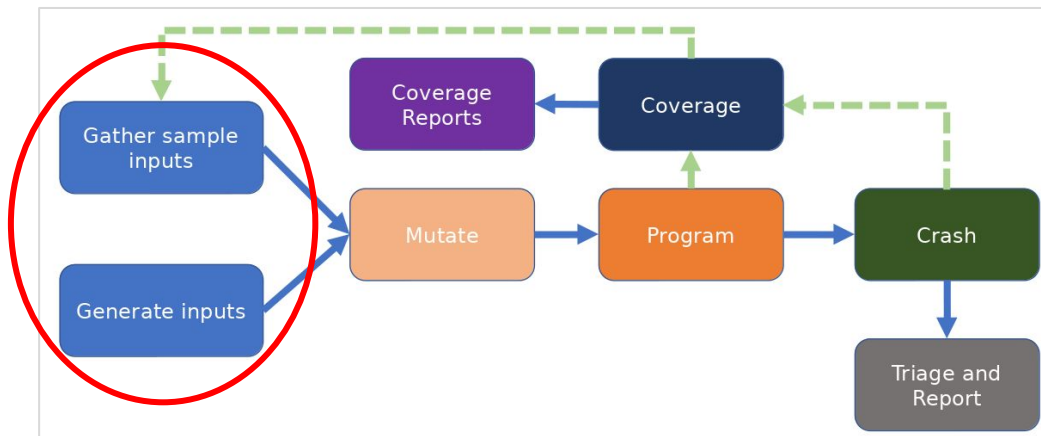 Coverage
Reports
Coverage
Gather sample
inputs
Mutate
Program
Crash
Generate inputs
Triage and
Report